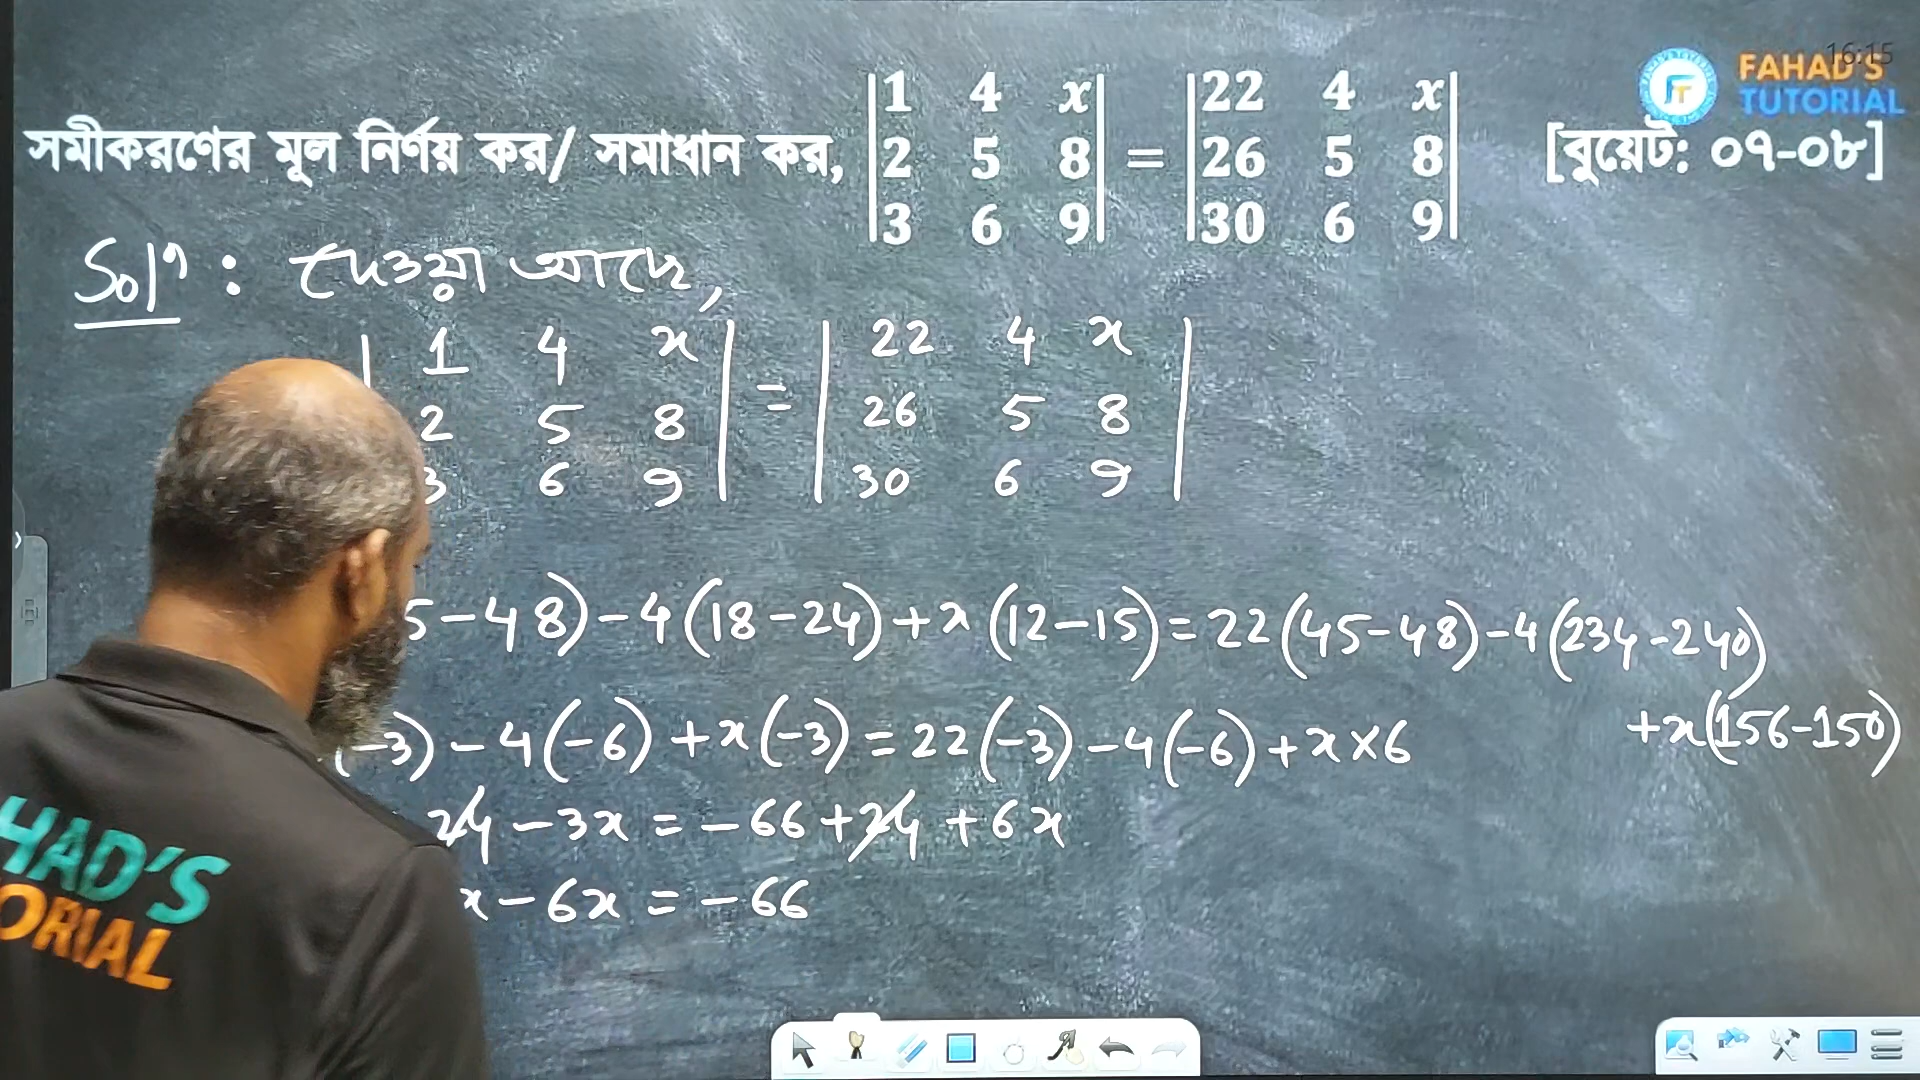 16:15
FAHAD'S
TUTORIAL
সমীকরণের মূল নির্ণয় কর/ সমাধান কর, |1 4 x| = |22 4 x| [বুয়েট: ০৭-০৮]
|2 5 8| |26 5 8|
|3 6 9| |30 6 9|
Solⁿ : দেওয়া আছে,
| 1 4 x | = | 22 4 x |
2 5 8 | | 26 5 8 |
3 6 9 | | 30 6 9 |
5-48)-4(18-24)+x(12-15)=22(45-48)-4(234-240)
+x(156-150)
(-3)-4(-6)+x(-3)=22(-3)-4(-6)+x×6
24-3x=-66+24+6x
x-6x=-66
HAD'S
ORIAL